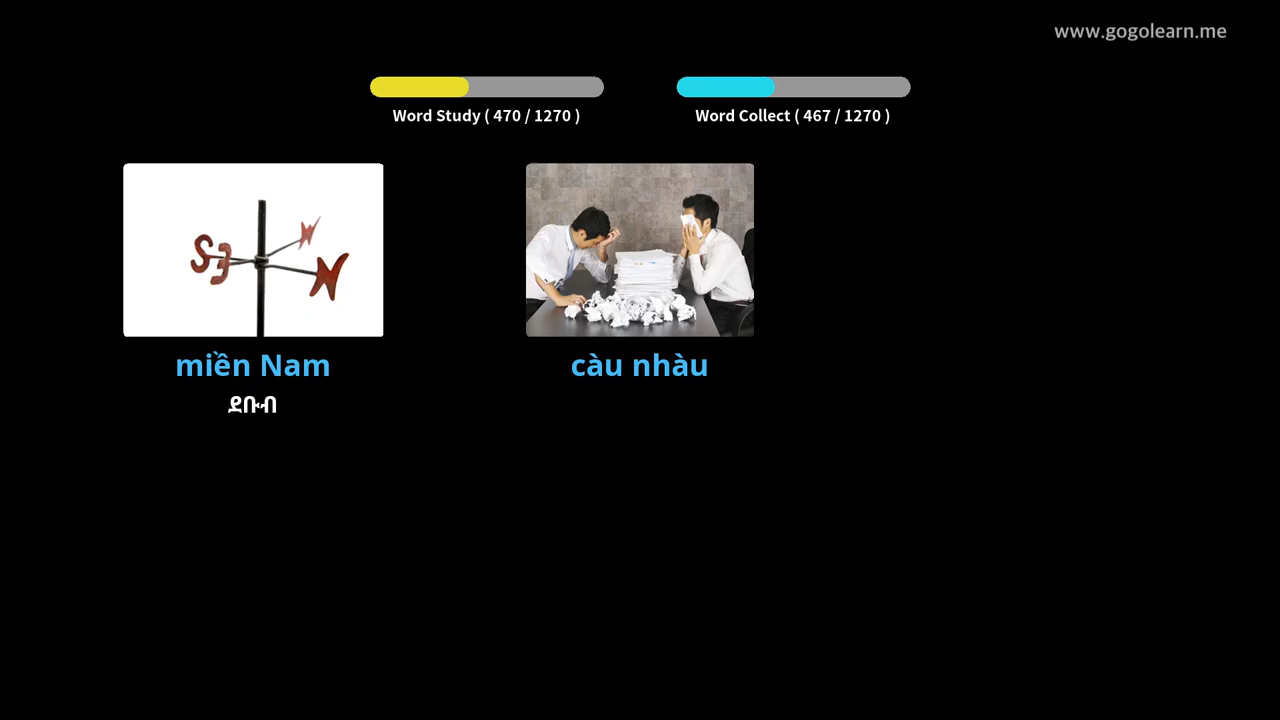 www.gogolearn.me
Word Study ( 470 / 1270 )
Word Collect ( 467 / 1270 )
S
E
N
W
miền Nam
ደቡብ
càu nhàu